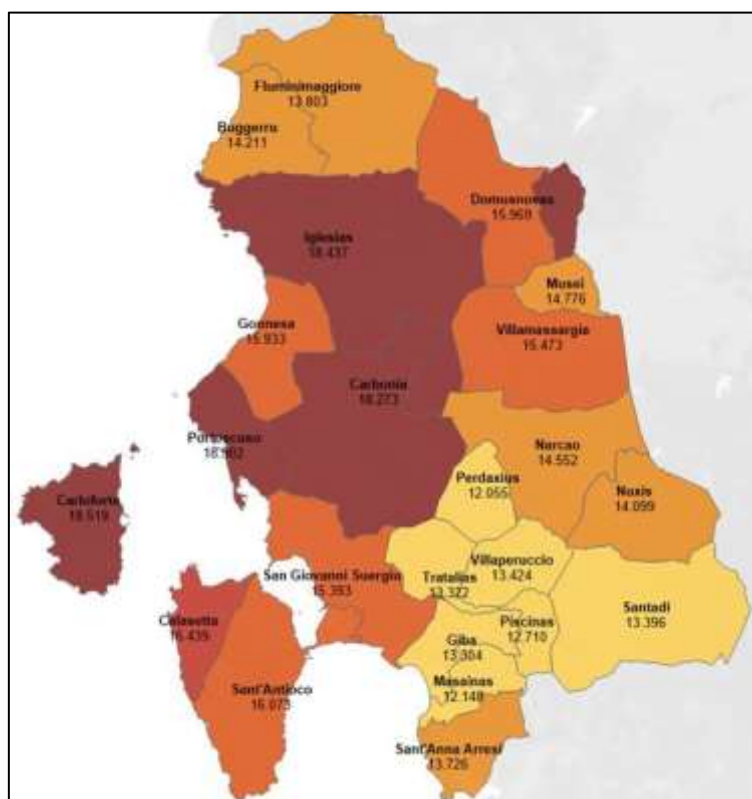 Fluminimaggiore
13.803
Buggerru
14.211
Domusnovas
15.969
Iglesias
18.437
Musei
14.776
Gonnesa
15.933
Villamassargia
15.473
Carbonia
18.273
Portoscuso
Narcao
14.552
Perdaxius
12.055
Nuxis
14.099
Carloforte
18.519
Villaperuccio
13.424
San Giovanni Suergiu
15.393
Tratalias
13.322
Santadi
13.396
Calasetta
16.439
Piscinas
12.710
Giba
13.304
Masainas
12.148
Sant'Antioco
16.073
Sant'Anna Arresi
13.726